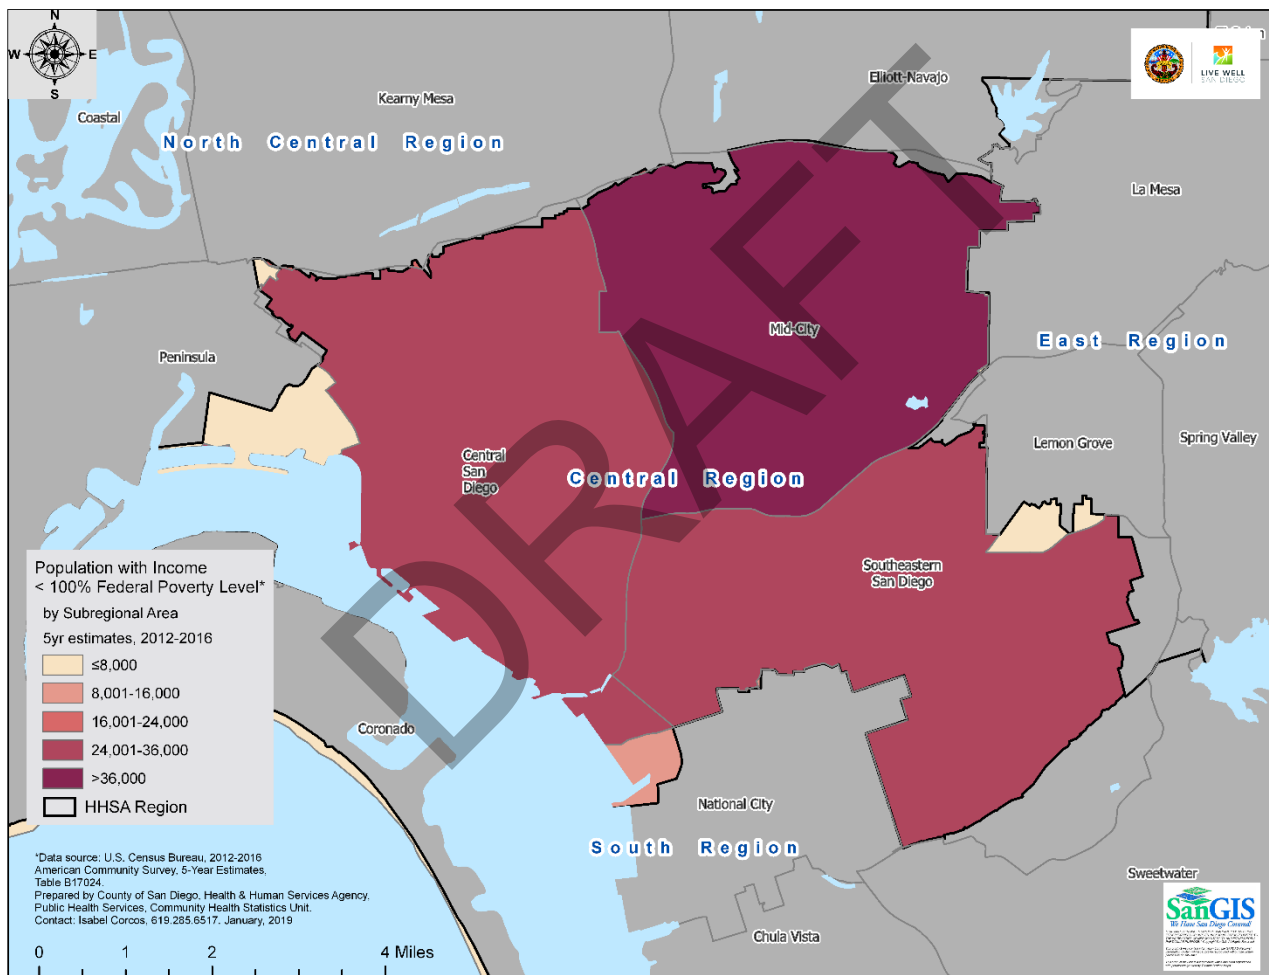 N
W
E
S
Coastal
Kearny Mesa
Elliott-Navajo
LIVE WELL
SAN DIEGO
North Central Region
La Mesa
Peninsula
Mid-City
East Region
Central
San
Diego
Central Region
Lemon Grove
Spring Valley
Southeastern
San Diego
DRAFT
Population with Income
< 100% Federal Poverty Level*
by Subregional Area
5yr estimates, 2012-2016
≤8,000
8,001-16,000
16,001-24,000
24,001-36,000
>36,000
HHSA Region
Coronado
National City
South Region
Sweetwater
Chula Vista
*Data source: U.S. Census Bureau, 2012-2016
American Community Survey, 5-Year Estimates,
Table B17024.
Prepared by County of San Diego, Health & Human Services Agency,
Public Health Services, Community Health Statistics Unit.
Contact: Isabel Corcos, 619.285.6517. January, 2019
0 1 2 4 Miles
SanGIS
We Have San Diego Covered!